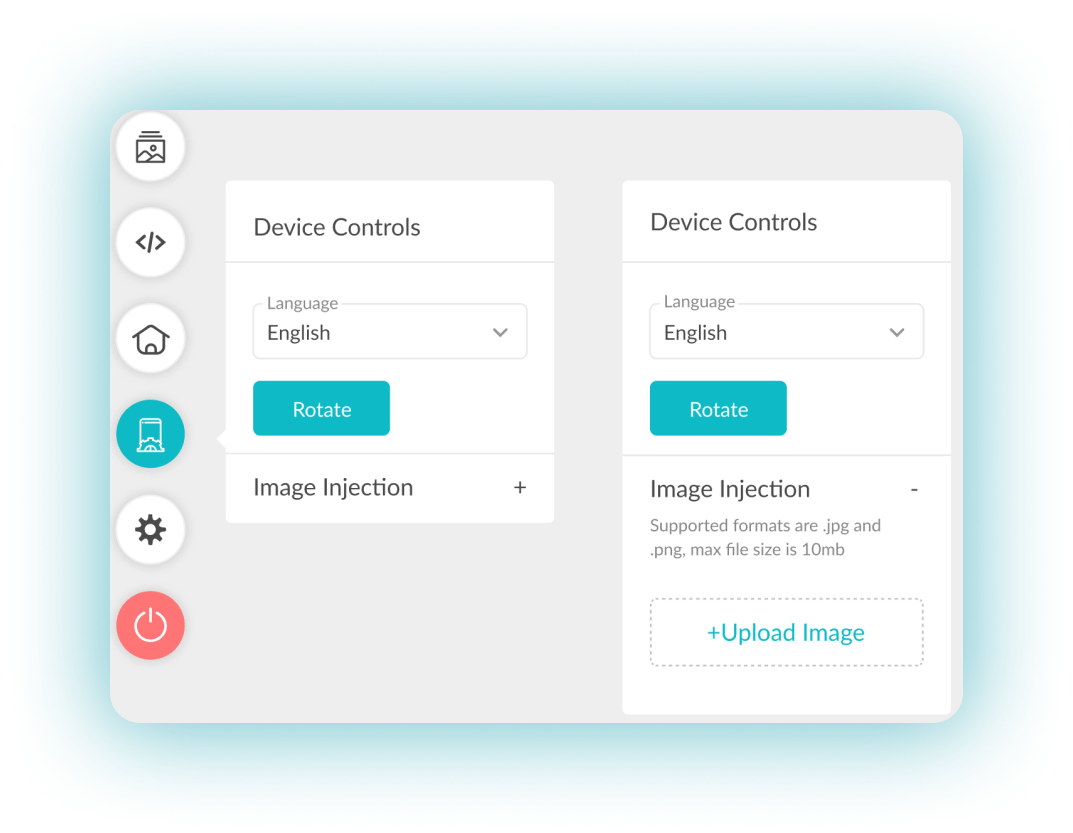 Device Controls
Language
English
Rotate
Image Injection +
Device Controls
Language
English
Rotate
Image Injection -
Supported formats are .jpg and
.png, max file size is 10mb
+Upload Image